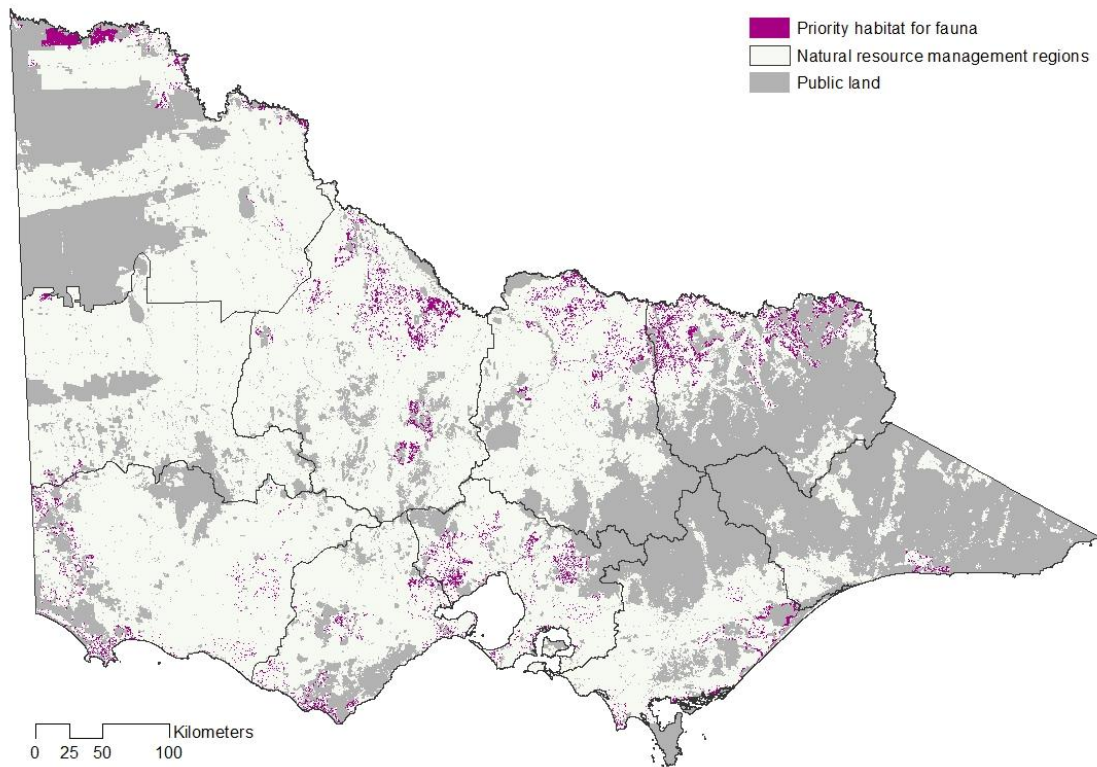 Priority habitat for fauna
Natural resource management regions
Public land
Kilometers
0 25 50 100